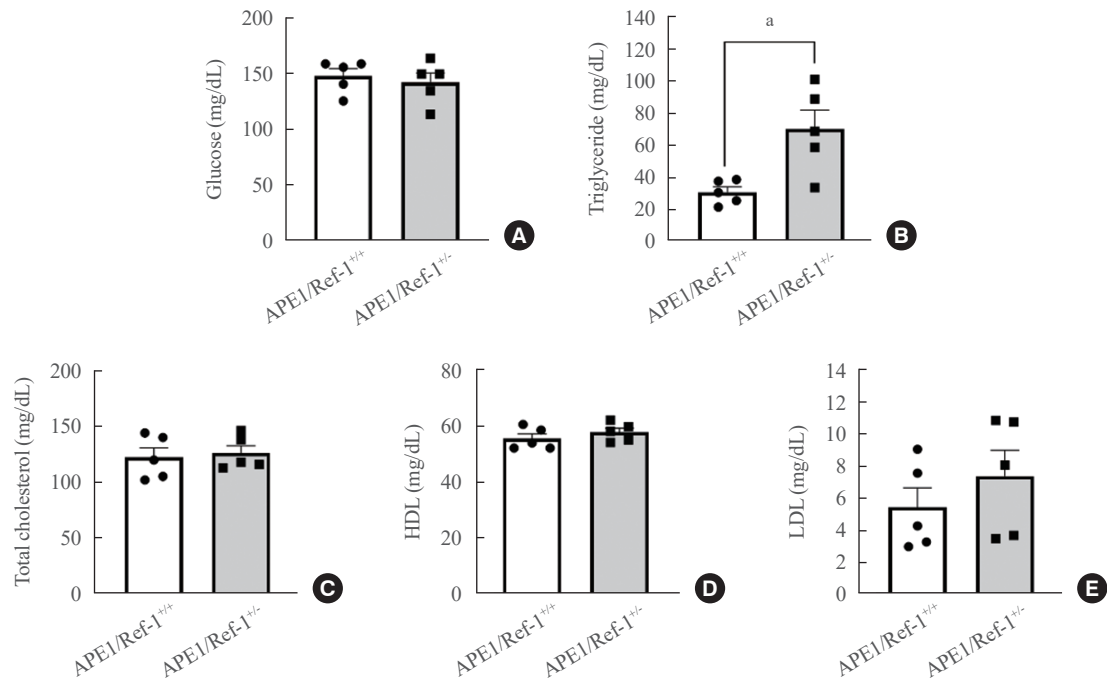 200
150
100
50
0
Glucose (mg/dL)
APE1/Ref-1+/+
APE1/Ref-1+/-
A
140
120
100
80
60
40
20
0
Triglyceride (mg/dL)
a
APE1/Ref-1+/+
APE1/Ref-1+/-
B
200
150
100
50
0
Total cholesterol (mg/dL)
APE1/Ref-1+/+
APE1/Ref-1+/-
C
80
60
40
20
0
HDL (mg/dL)
APE1/Ref-1+/+
APE1/Ref-1+/-
D
14
12
10
8
6
4
2
0
LDL (mg/dL)
APE1/Ref-1+/+
APE1/Ref-1+/-
E